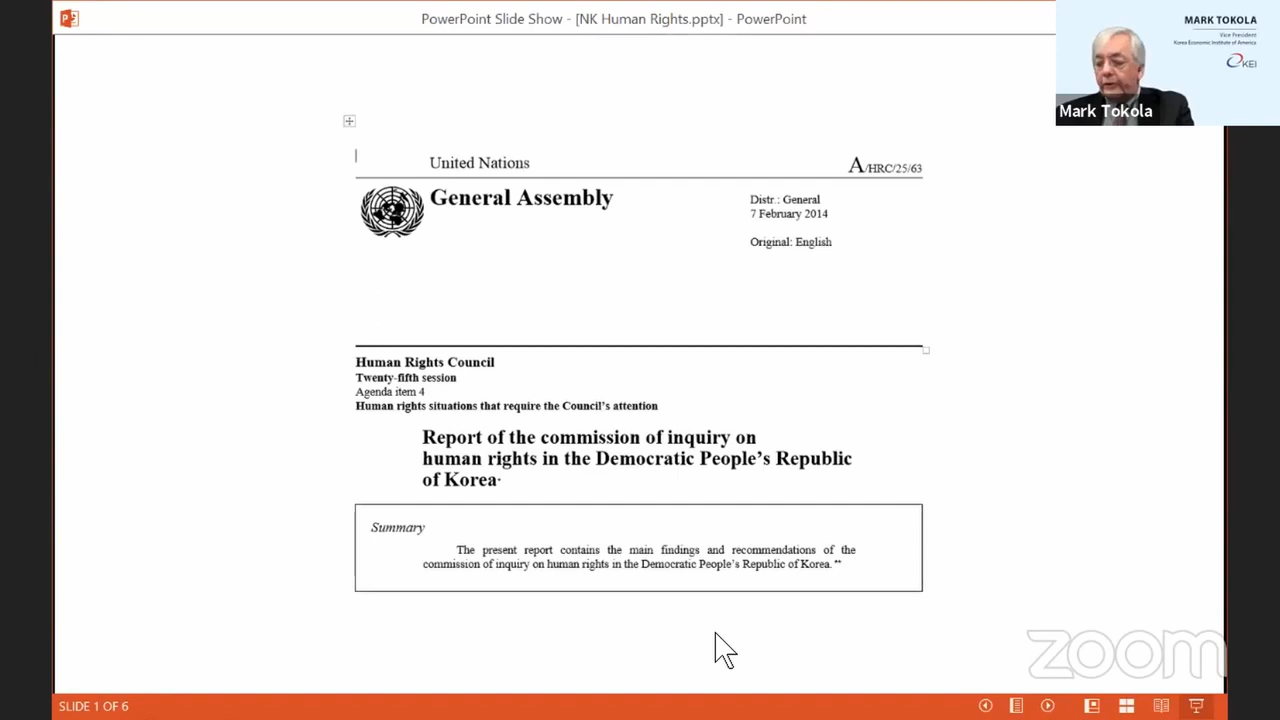 PowerPoint Slide Show - [NK Human Rights.pptx] - PowerPoint
MARK TOKOLA
Vice President
Korea Economic Institute of America
KEI
Mark Tokola
United Nations
A/HRC/25/63
General Assembly
Distr.: General
7 February 2014
Original: English
Human Rights Council
Twenty-fifth session
Agenda item 4
Human rights situations that require the Council's attention
Report of the commission of inquiry on
human rights in the Democratic People's Republic
of Korea*
Summary
The present report contains the main findings and recommendations of the
commission of inquiry on human rights in the Democratic People's Republic of Korea.**
zoom
SLIDE 1 OF 6